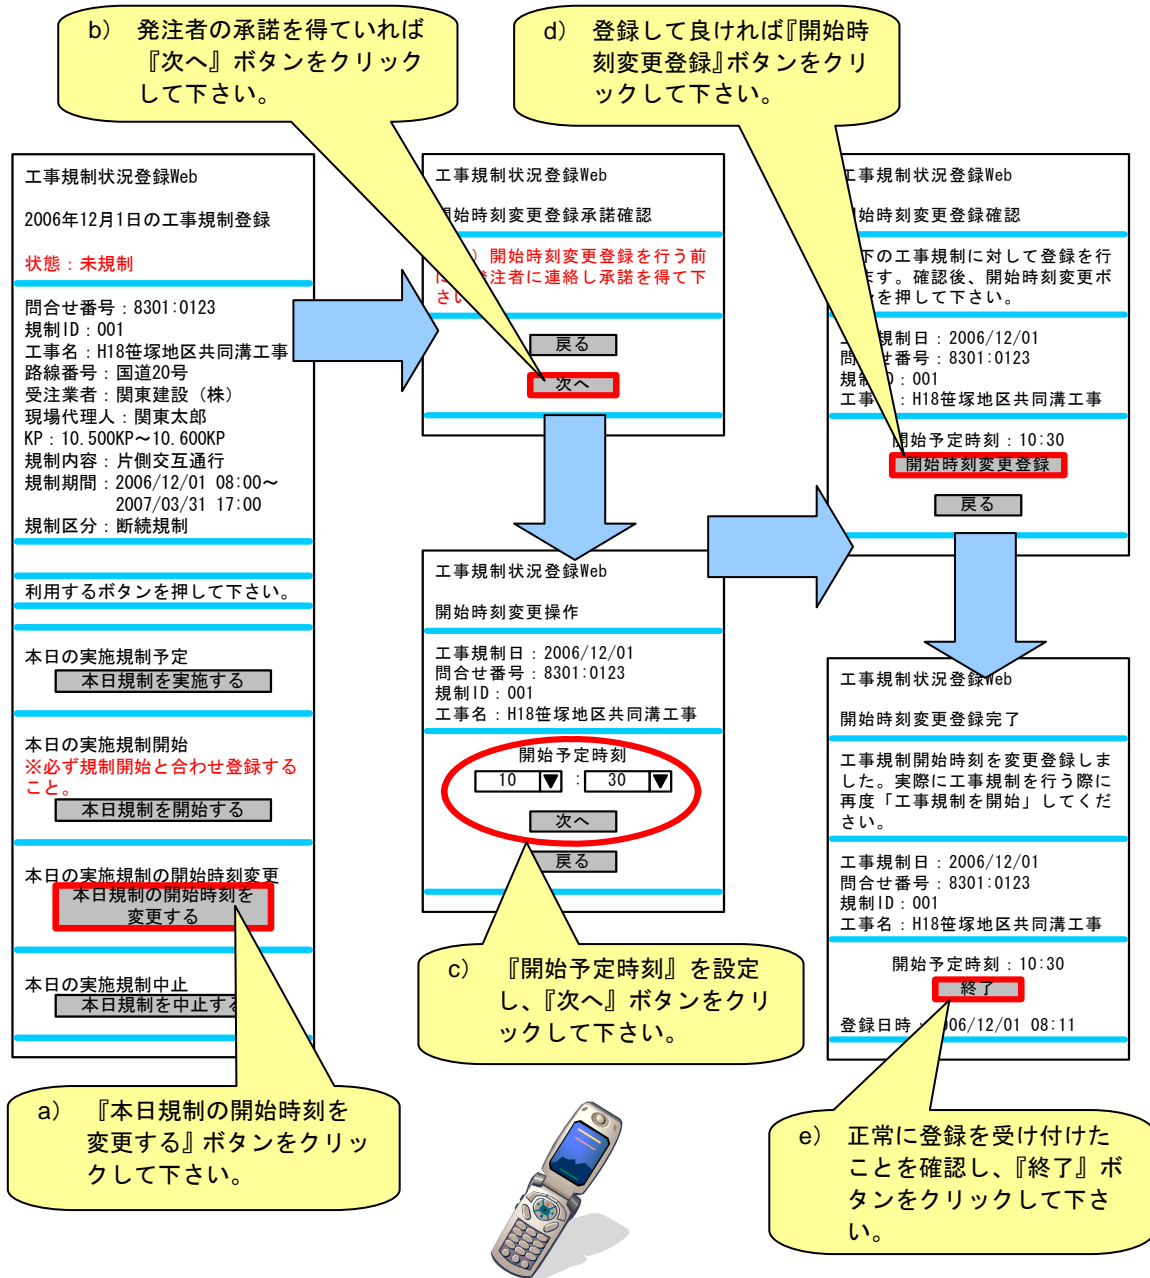 b) 発注者の承諾を得ていれば
『次へ』ボタンをクリック
して下さい。
d) 登録して良ければ『開始時
刻変更登録』ボタンをクリ
ックして下さい。
工事規制状況登録Web
2006年12月1日の工事規制登録
状態：未規制
問合せ番号：8301:0123
規制ID：001
工事名：H18笹塚地区共同溝工事
路線番号：国道20号
受注業者：関東建設（株）
現場代理人：関東太郎
KP：10.500KP～10.600KP
規制内容：片側交互通行
規制期間：2006/12/01 08:00～
2007/03/31 17:00
規制区分：断続規制
利用するボタンを押して下さい。
本日の実施規制予定
本日規制を実施する
本日の実施規制開始
※必ず規制開始と合わせ登録する
こと。
本日規制を開始する
本日の実施規制の開始時刻変更
本日規制の開始時刻を
変更する
本日の実施規制中止
本日規制を中止する
a) 『本日規制の開始時刻を
変更する』ボタンをクリッ
クして下さい。
工事規制状況登録Web
開始時刻変更登録承諾確認
）開始時刻変更登録を行う前
に 発注者に連絡し承諾を得て下
さい
戻る
次へ
工事規制状況登録Web
開始時刻変更操作
工事規制日：2006/12/01
問合せ番号：8301:0123
規制ID：001
工事名：H18笹塚地区共同溝工事
開始予定時刻
10 ▼ : 30 ▼
次へ
戻る
c) 『開始予定時刻』を設定
し、『次へ』ボタンをクリ
ックして下さい。
工事規制状況登録Web
開始時刻変更登録確認
下の工事規制に対して登録を行
ます。確認後、開始時刻変更ボ
ンを押して下さい。
工 規制日：2006/12/01
問合せ番号：8301:0123
規制ID：001
工事名：H18笹塚地区共同溝工事
開始予定時刻：10:30
開始時刻変更登録
戻る
工事規制状況登録Web
開始時刻変更登録完了
工事規制開始時刻を変更登録しま
した。実際に工事規制を行う際に
再度「工事規制を開始」してくだ
さい。
工事規制日：2006/12/01
問合せ番号：8301:0123
規制ID：001
工事名：H18笹塚地区共同溝工事
開始予定時刻：10:30
終了
登録日時：2006/12/01 08:11
e) 正常に登録を受け付けた
ことを確認し、『終了』ボ
タンをクリックして下さ
い。